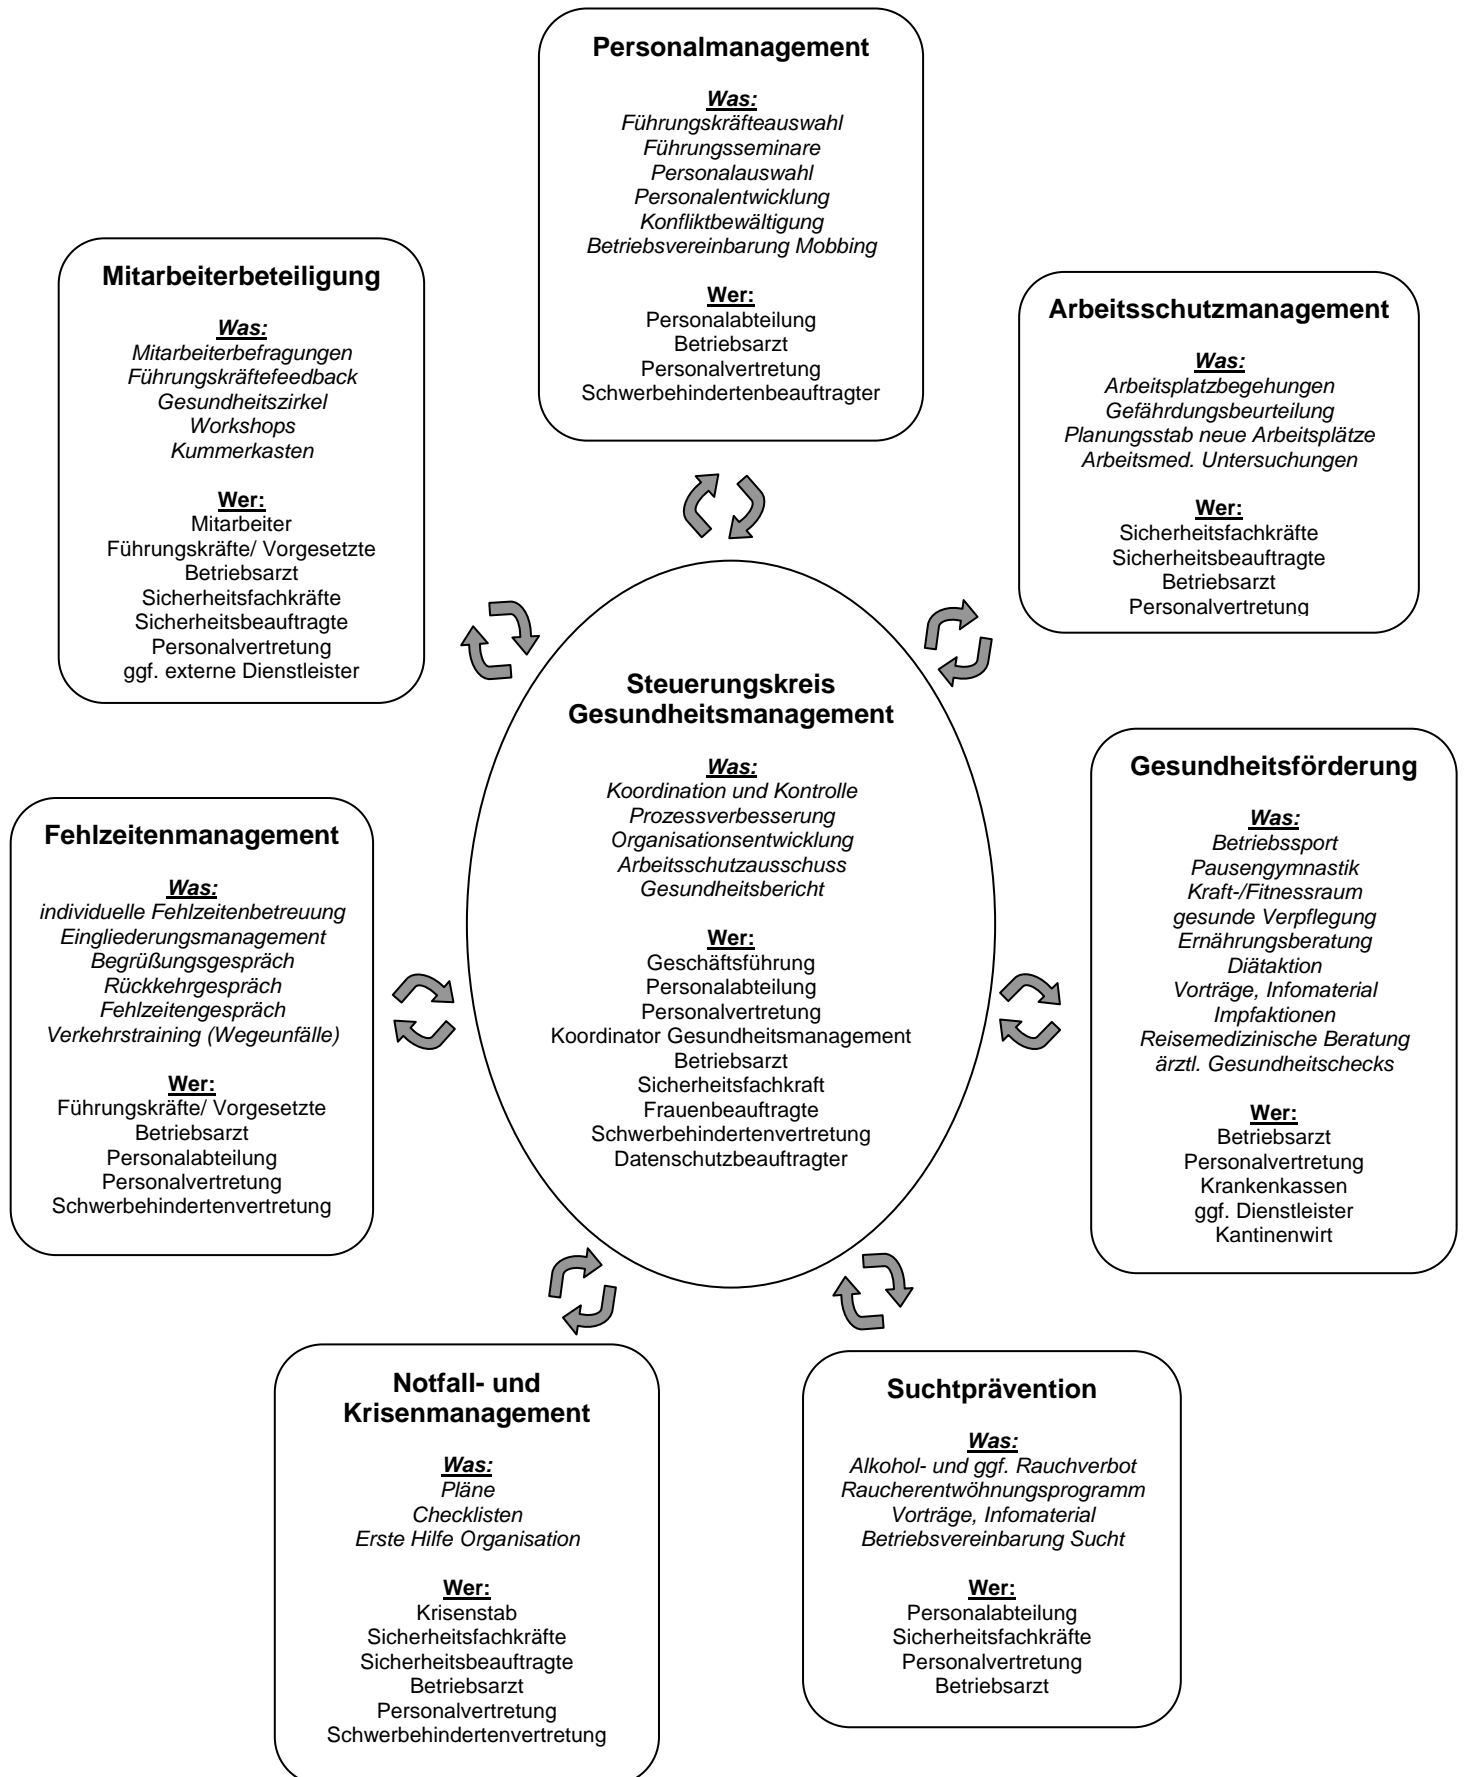 Personalmanagement
Was:
Führungskräfteauswahl
Führungsseminare
Personalauswahl
Personalentwicklung
Konfliktbewältigung
Betriebsvereinbarung Mobbing
Wer:
Personalabteilung
Betriebsarzt
Personalvertretung
Schwerbehindertenbeauftragter
Mitarbeiterbeteiligung
Was:
Mitarbeiterbefragungen
Führungskräftefeedback
Gesundheitszirkel
Workshops
Kummerkasten
Wer:
Mitarbeiter
Führungskräfte/ Vorgesetzte
Betriebsarzt
Sicherheitsfachkräfte
Sicherheitsbeauftragte
Personalvertretung
ggf. externe Dienstleister
Arbeitsschutzmanagement
Was:
Arbeitsplatzbegehungen
Gefährdungsbeurteilung
Planungsstab neue Arbeitsplätze
Arbeitsmed. Untersuchungen
Wer:
Sicherheitsfachkräfte
Sicherheitsbeauftragte
Betriebsarzt
Personalvertretung
Steuerungskreis
Gesundheitsmanagement
Was:
Koordination und Kontrolle
Prozessverbesserung
Organisationsentwicklung
Arbeitsschutzausschuss
Gesundheitsbericht
Wer:
Geschäftsführung
Personalabteilung
Personalvertretung
Koordinator Gesundheitsmanagement
Betriebsarzt
Sicherheitsfachkraft
Frauenbeauftragte
Schwerbehindertenvertretung
Datenschutzbeauftragter
Gesundheitsförderung
Was:
Betriebssport
Pausengymnastik
Kraft-/Fitnessraum
gesunde Verpflegung
Ernährungsberatung
Diätaktion
Vorträge, Infomaterial
Impfaktionen
Reisemedizinische Beratung
ärztl. Gesundheitschecks
Wer:
Betriebsarzt
Personalvertretung
Krankenkassen
ggf. Dienstleister
Kantinenwirt
Fehlzeitenmanagement
Was:
individuelle Fehlzeitenbetreuung
Eingliederungsmanagement
Begrüßungsgespräch
Rückkehrgespräch
Fehlzeitengespräch
Verkehrstraining (Wegeunfälle)
Wer:
Führungskräfte/ Vorgesetzte
Betriebsarzt
Personalabteilung
Personalvertretung
Schwerbehindertenvertretung
Notfall- und
Krisenmanagement
Was:
Pläne
Checklisten
Erste Hilfe Organisation
Wer:
Krisenstab
Sicherheitsfachkräfte
Sicherheitsbeauftragte
Betriebsarzt
Personalvertretung
Schwerbehindertenvertretung
Suchtprävention
Was:
Alkohol- und ggf. Rauchverbot
Raucherentwöhnungsprogramm
Vorträge, Infomaterial
Betriebsvereinbarung Sucht
Wer:
Personalabteilung
Sicherheitsfachkräfte
Personalvertretung
Betriebsarzt